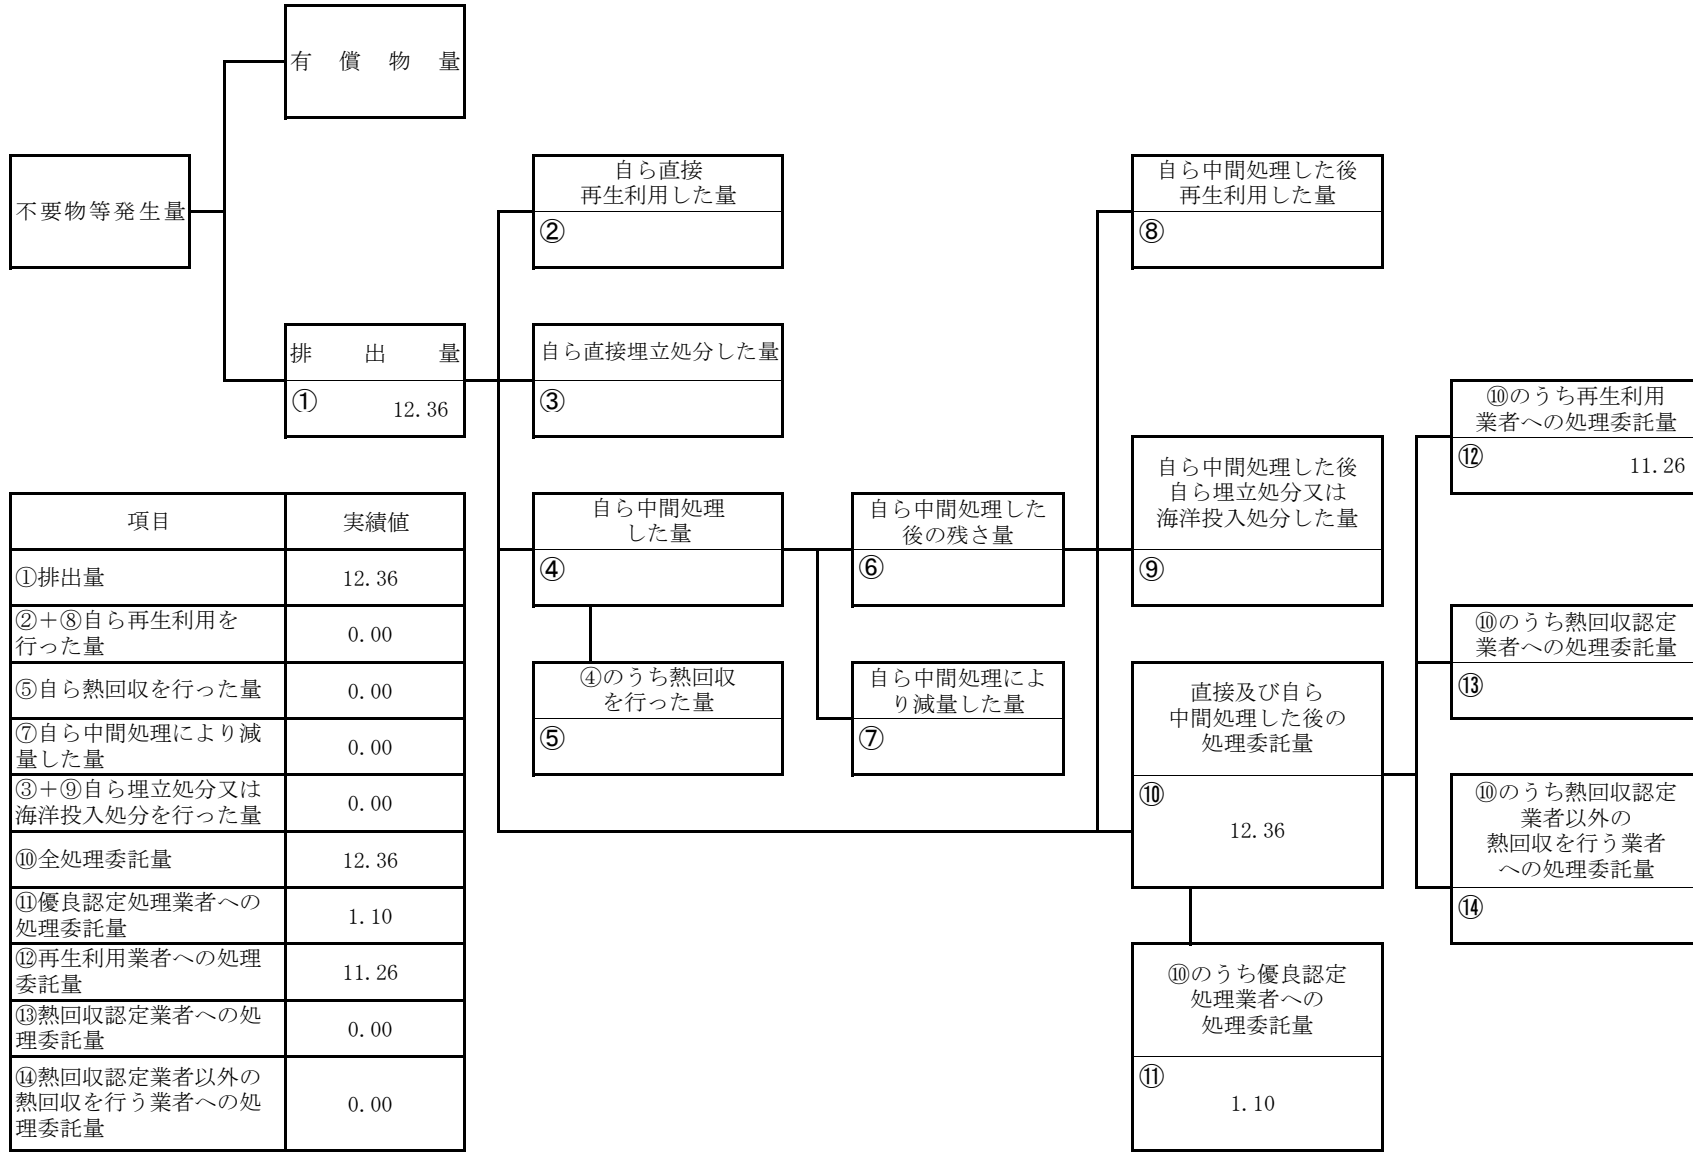 有償物量
不要物等発生量
排出量
① 12.36
自ら直接
再生利用した量
②
自ら直接埋立処分した量
③
自ら中間処理
した量
④
④のうち熱回収
を行った量
⑤
自ら中間処理した
後の残さ量
⑥
自ら中間処理によ
り減量した量
⑦
自ら中間処理した後
再生利用した量
⑧
自ら中間処理した後
自ら埋立処分又は
海洋投入処分した量
⑨
直接及び自ら
中間処理した後の
処理委託量
⑩
12.36
⑩のうち優良認定
処理業者への
処理委託量
⑪
1.10
⑩のうち再生利用
業者への処理委託量
⑫ 11.26
⑩のうち熱回収認定
業者への処理委託量
⑬
⑩のうち熱回収認定
業者以外の
熱回収を行う業者
への処理委託量
⑭
項目 実績値
①排出量 12.36
②＋⑧自ら再生利用を
行った量 0.00
⑤自ら熱回収を行った量 0.00
⑦自ら中間処理により減
量した量 0.00
③＋⑨自ら埋立処分又は
海洋投入処分を行った量 0.00
⑩全処理委託量 12.36
⑪優良認定処理業者への
処理委託量 1.10
⑫再生利用業者への処理
委託量 11.26
⑬熱回収認定業者への処
理委託量 0.00
⑭熱回収認定業者以外の
熱回収を行う業者への処
理委託量 0.00